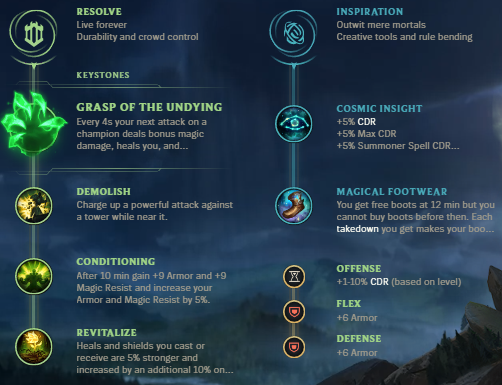 RESOLVE
Live forever
Durability and crowd control
KEYSTONES
GRASP OF THE UNDYING
Every 4s your next attack on a
champion deals bonus magic
damage, heals you, and...
DEMOLISH
Charge up a powerful attack against
a tower while near it.
CONDITIONING
After 10 min gain +9 Armor and +9
Magic Resist and increase your
Armor and Magic Resist by 5%.
REVITALIZE
Heals and shields you cast or
receive are 5% stronger and
increased by an additional 10% on...
INSPIRATION
Outwit mere mortals
Creative tools and rule bending
COSMIC INSIGHT
+5% CDR
+5% Max CDR
+5% Summoner Spell CDR...
MAGICAL FOOTWEAR
You get free boots at 12 min but you
cannot buy boots before then. Each
takedown you get makes your boo...
OFFENSE
+1-10% CDR (based on level)
FLEX
+6 Armor
DEFENSE
+6 Armor